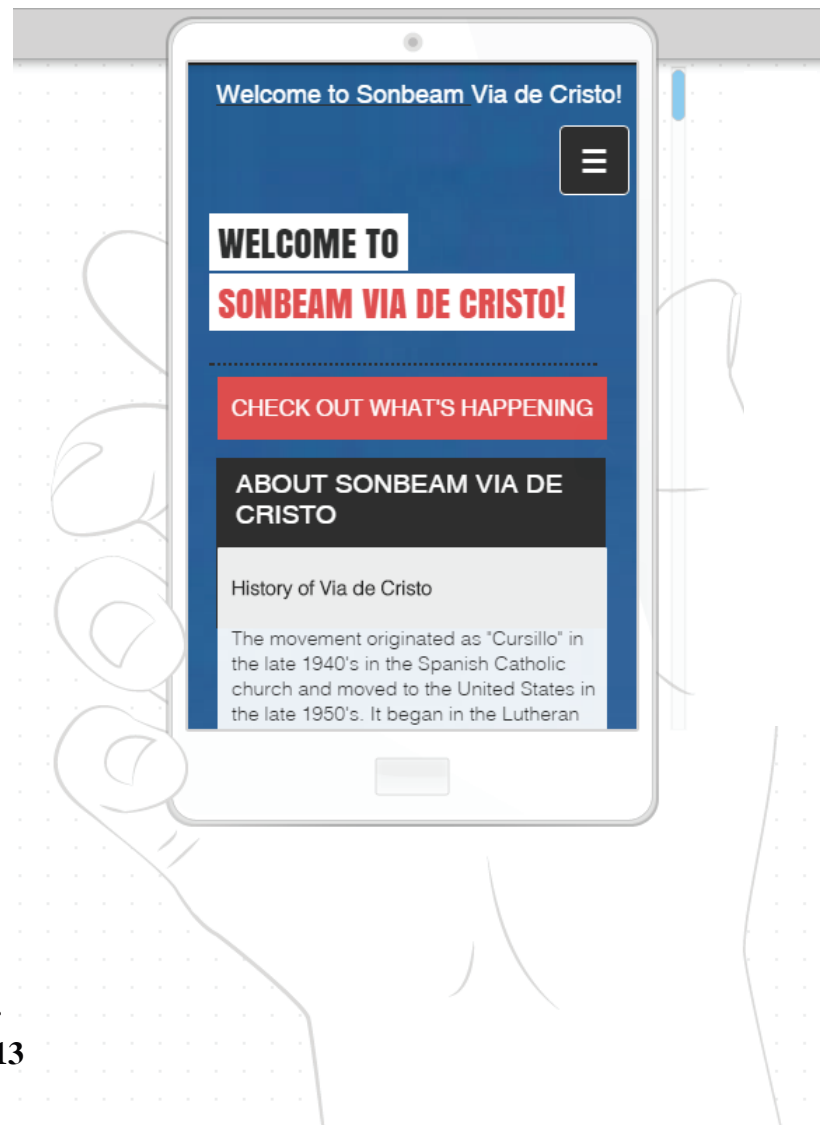 Welcome to Sonbeam Via de Cristo!
WELCOME TO
SONBEAM VIA DE CRISTO!
CHECK OUT WHAT'S HAPPENING
ABOUT SONBEAM VIA DE
CRISTO
History of Via de Cristo
The movement originated as "Cursillo" in
the late 1940's in the Spanish Catholic
church and moved to the United States in
the late 1950's. It began in the Lutheran
13